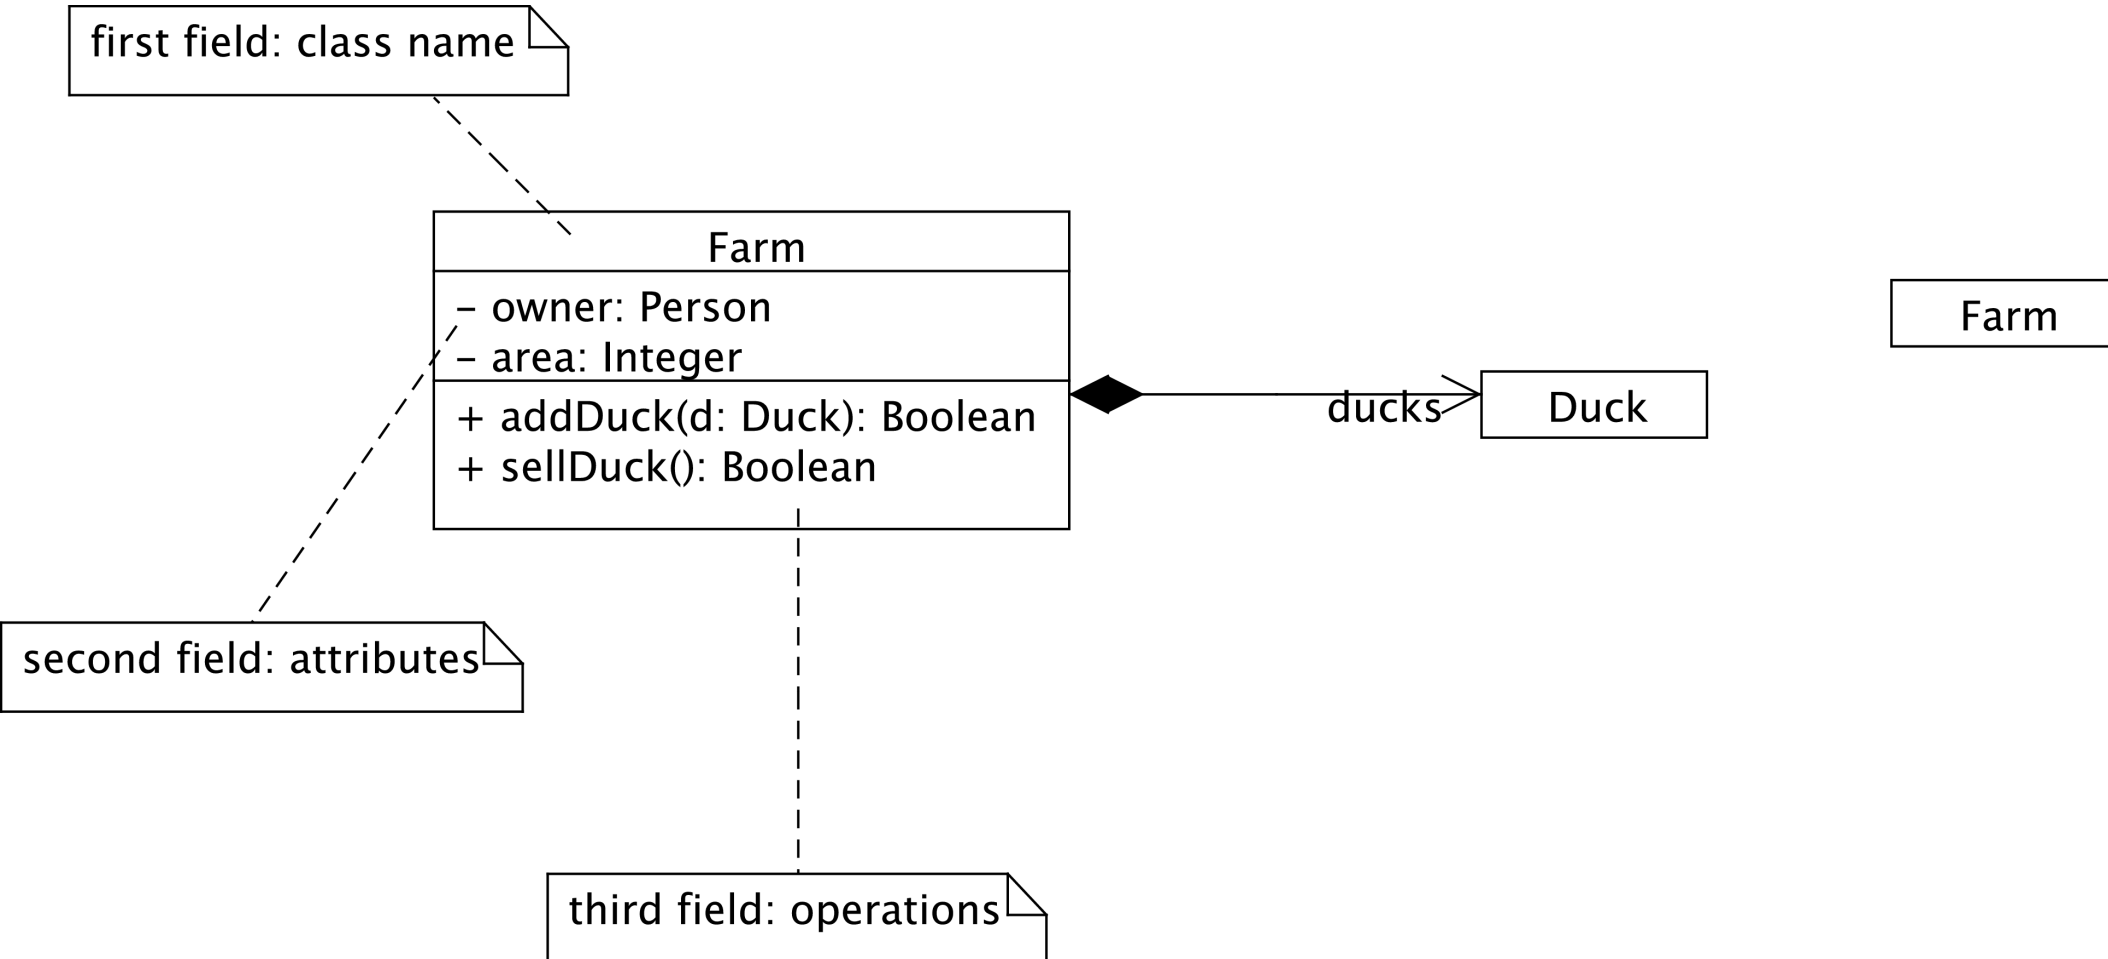 first field: class name
Farm
– owner: Person
– area: Integer
+ addDuck(d: Duck): Boolean
+ sellDuck(): Boolean
ducks
Duck
Farm
second field: attributes
third field: operations